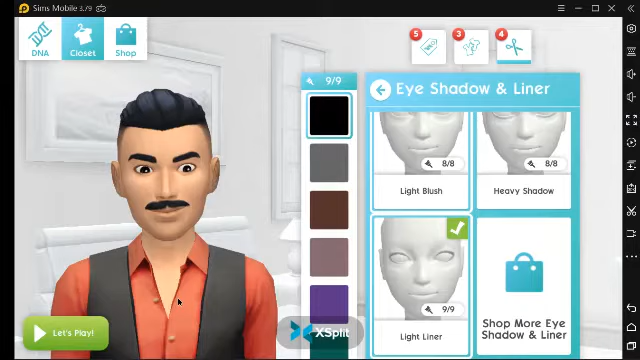 Sims Mobile 3.79
DNA
Closet
Shop
5
3
4
9/9
Eye Shadow & Liner
8/8
8/8
Light Blush
Heavy Shadow
9/9
Light Liner
Shop More Eye
Shadow & Liner
Let's Play!
XSplit